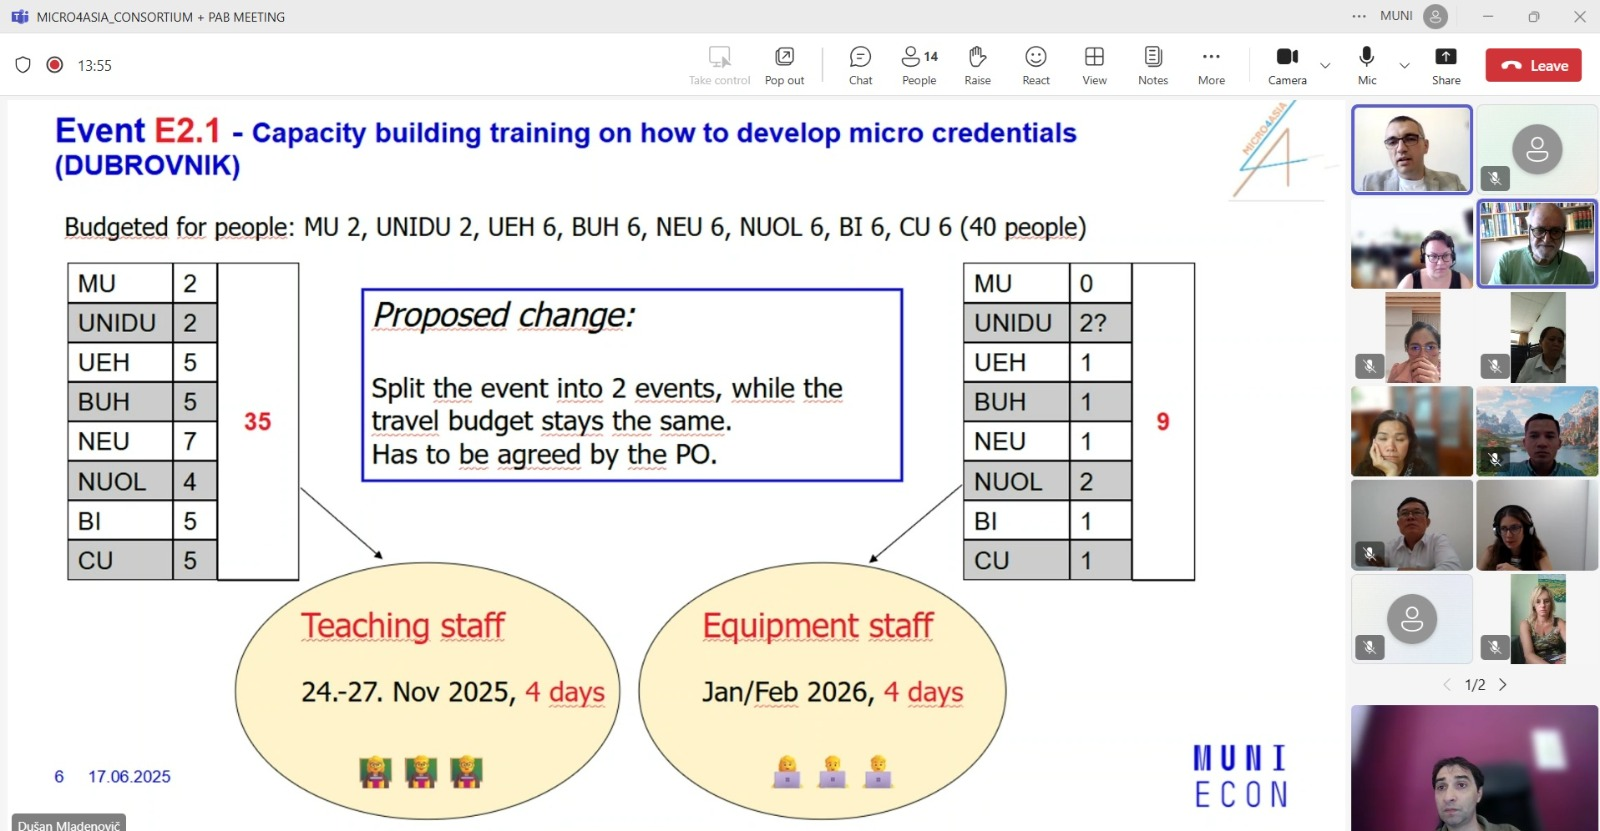 MICRO4ASIA_CONSORTIUM + PAB MEETING
MUNI
13:55
Take control
Pop out
Chat
14
People
Raise
React
View
Notes
More
Camera
Mic
Share
Leave
Event E2.1 - Capacity building training on how to develop micro credentials
(DUBROVNIK)
MICRO4ASIA
Budgeted for people: MU 2, UNIDU 2, UEH 6, BUH 6, NEU 6, NUOL 6, BI 6, CU 6 (40 people)
MU 2
UNIDU 2
UEH 5
BUH 5
NEU 7
NUOL 4
BI 5
CU 5
35
Proposed change:
Split the event into 2 events, while the
travel budget stays the same.
Has to be agreed by the PO.
MU 0
UNIDU 2?
UEH 1
BUH 1
NEU 1
NUOL 2
BI 1
CU 1
9
Teaching staff
24.-27. Nov 2025, 4 days
Equipment staff
Jan/Feb 2026, 4 days
6 17.06.2025
MUNI
ECON
1/2
Dušan Mladenović